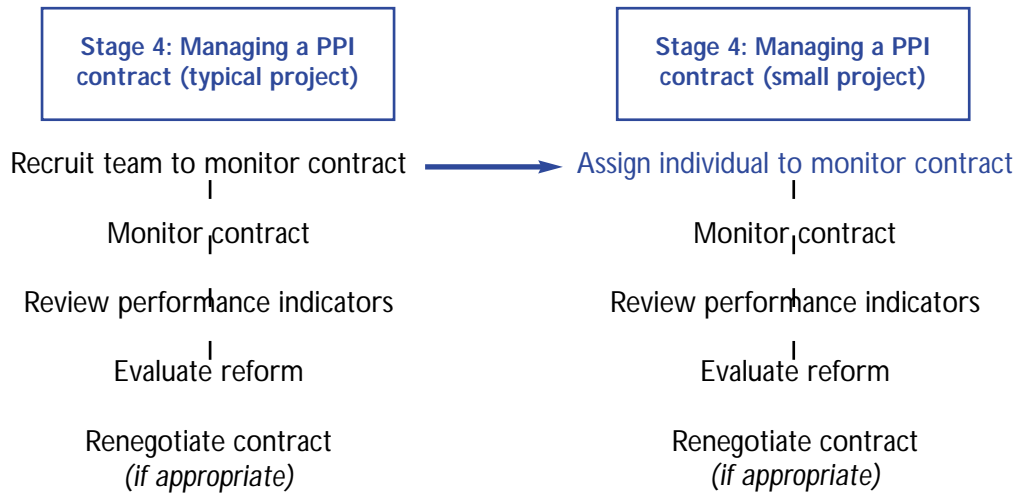 Stage 4: Managing a PPI
contract (typical project)
Recruit team to monitor contract
Monitor contract
Review performance indicators
Evaluate reform
Renegotiate contract
(if appropriate)
Stage 4: Managing a PPI
contract (small project)
Assign individual to monitor contract
Monitor contract
Review performance indicators
Evaluate reform
Renegotiate contract
(if appropriate)